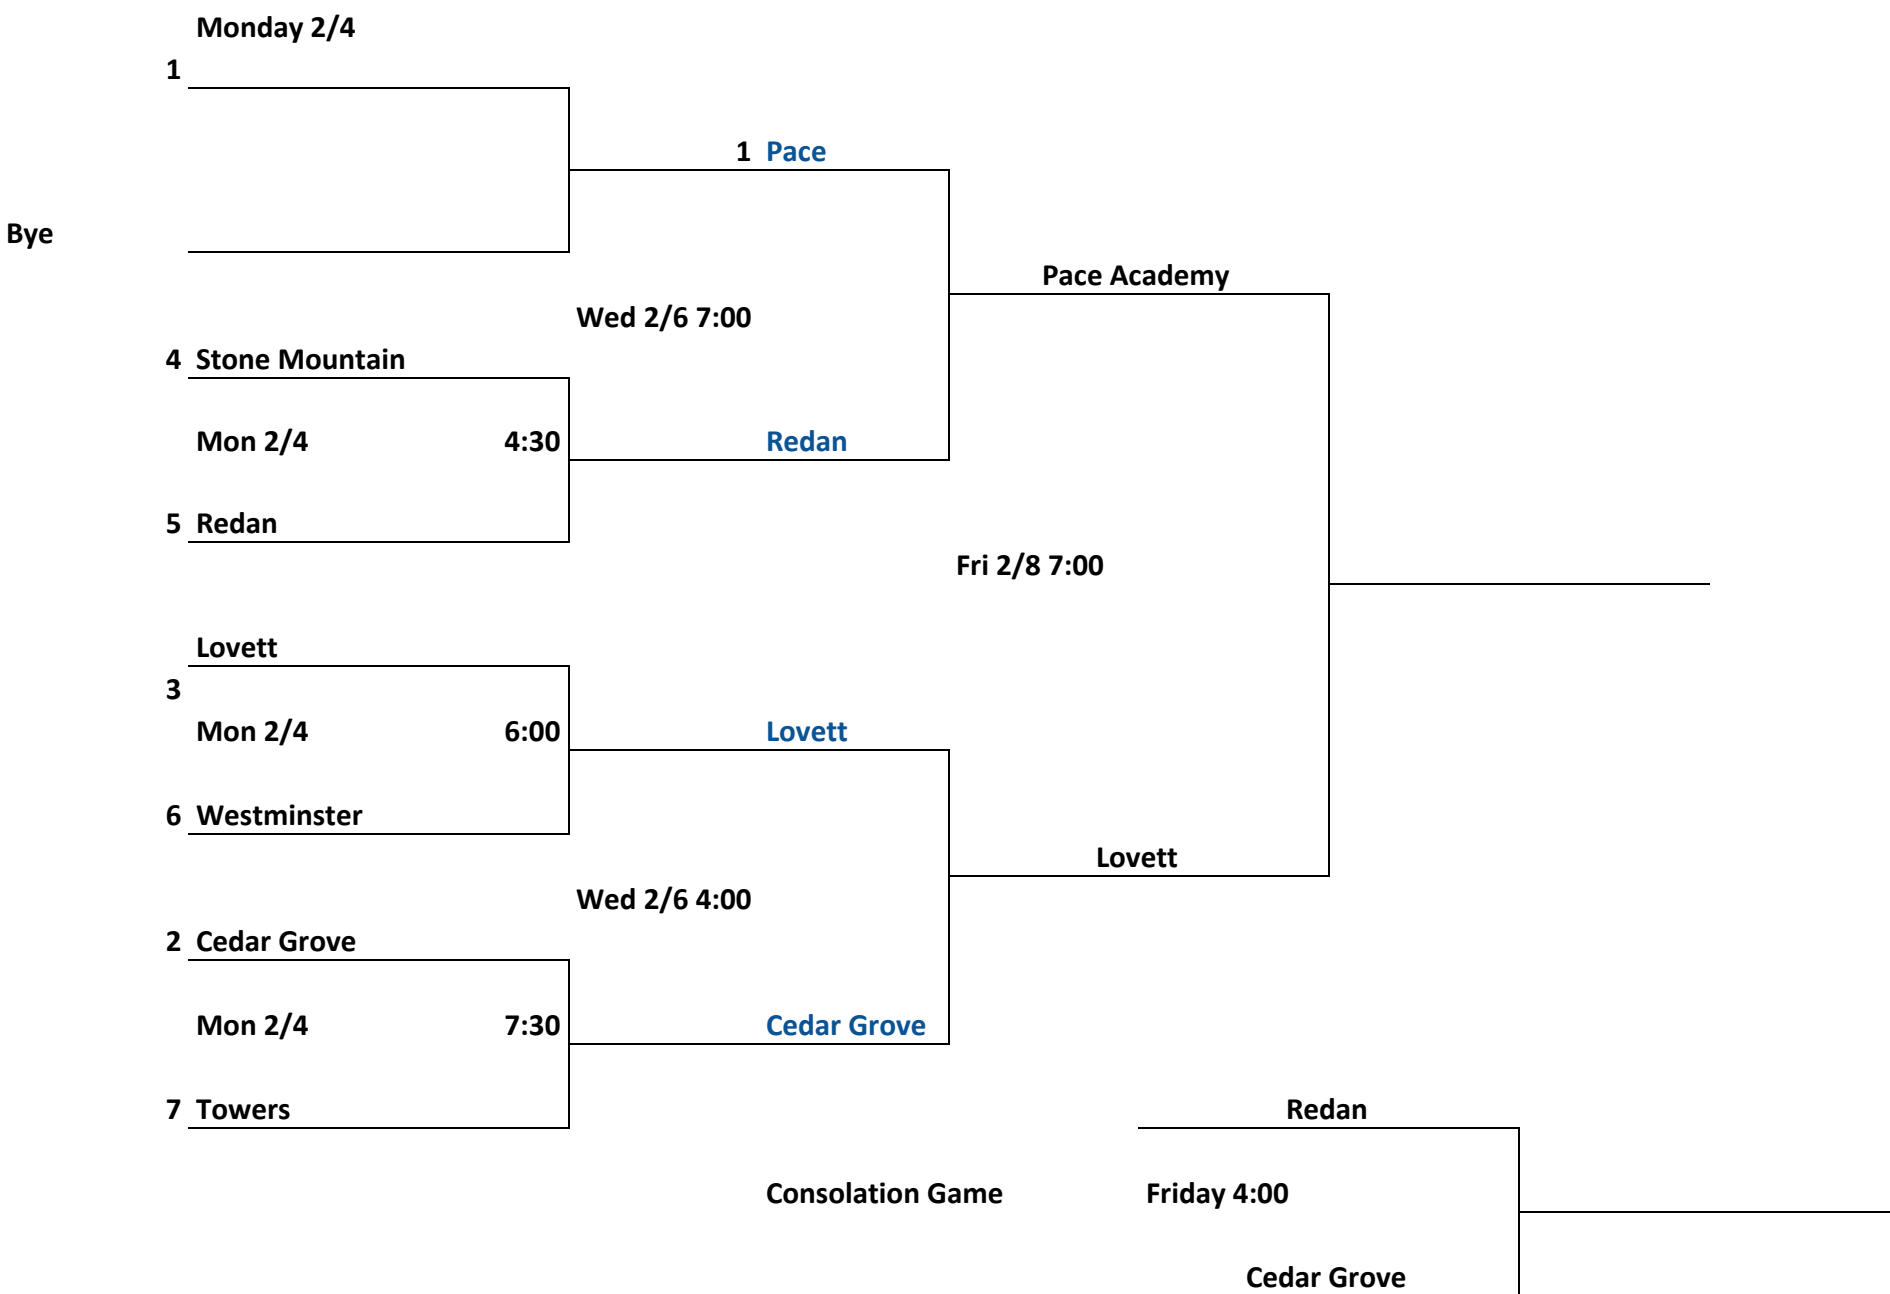 Monday 2/4
1
1 Pace
Bye
Pace Academy
Wed 2/6 7:00
4 Stone Mountain
Mon 2/4 4:30
Redan
5 Redan
Fri 2/8 7:00
Lovett
3
Mon 2/4 6:00
Lovett
6 Westminster
Lovett
Wed 2/6 4:00
2 Cedar Grove
Mon 2/4 7:30
Cedar Grove
7 Towers
Redan
Consolation Game
Friday 4:00
Cedar Grove